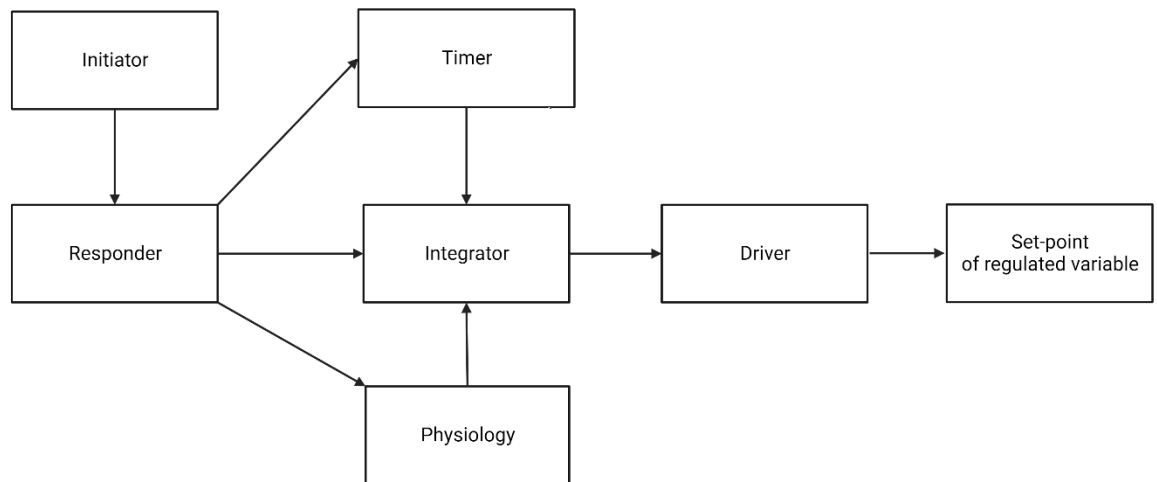 Initiator
Timer
Responder
Integrator
Driver
Set-point
of regulated variable
Physiology